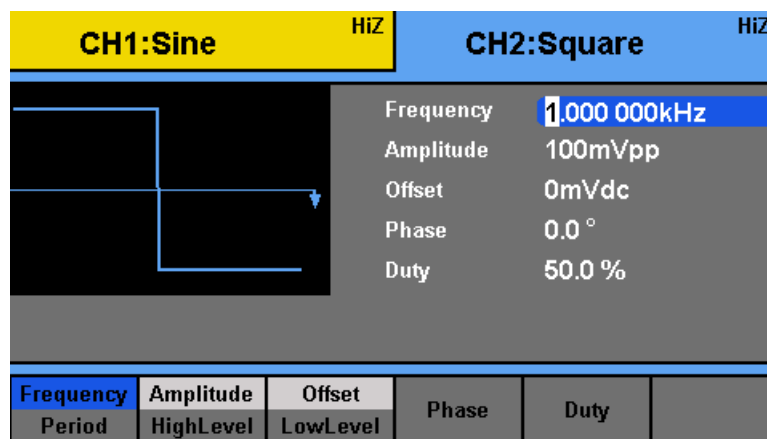 CH1:Sine HiZ CH2:Square HiZ
Frequency 1.000 000kHz
Amplitude 100mVpp
Offset 0mVdc
Phase 0.0 °
Duty 50.0 %
Frequency Amplitude Offset Phase Duty
Period HighLevel LowLevel